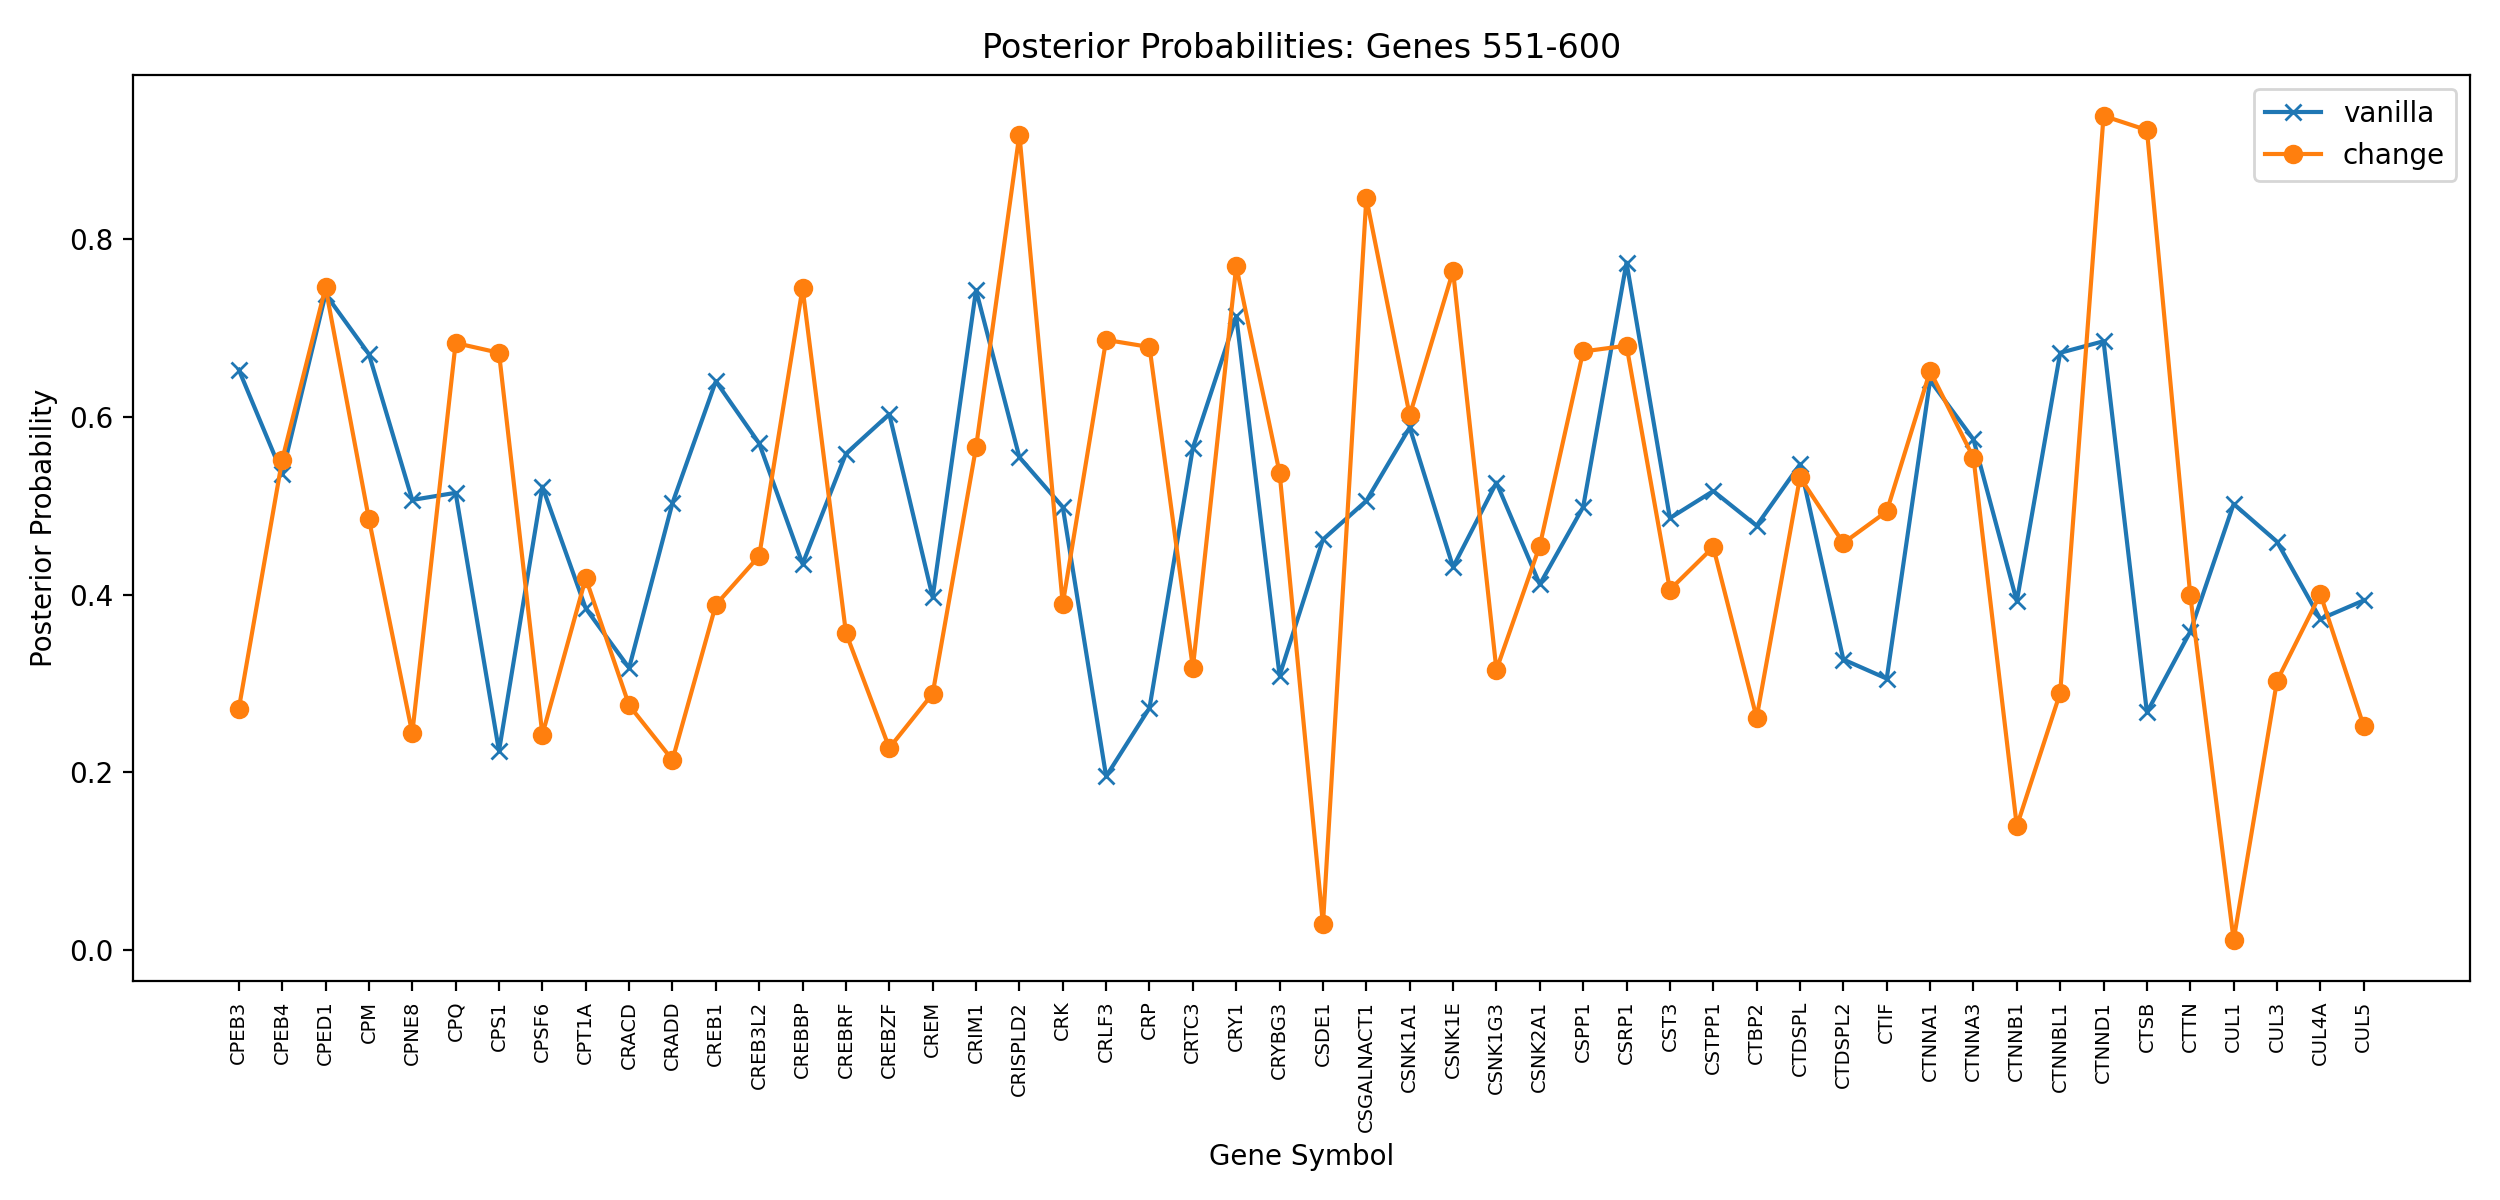 Posterior Probabilities: Genes 551-600
vanilla
change
Posterior Probability
0.8
0.6
0.4
0.2
0.0
CPEB3
CPEB4
CPED1
CPM
CPNE8
CPQ
CPS1
CPSF6
CPT1A
CRACD
CRADD
CREB1
CREB3L2
CREBBP
CREBRF
CREBZF
CREM
CRIM1
CRISPLD2
CRK
CRLF3
CRP
CRTC3
CRY1
CRYBG3
CSDE1
CSGALNACT1
CSNK1A1
CSNK1E
CSNK1G3
CSNK2A1
CSPP1
CSRP1
CST3
CSTPP1
CTBP2
CTDSPL
CTDSPL2
CTIF
CTNNA1
CTNNA3
CTNNB1
CTNNBL1
CTNND1
CTSB
CTTN
CUL1
CUL3
CUL4A
CUL5
Gene Symbol